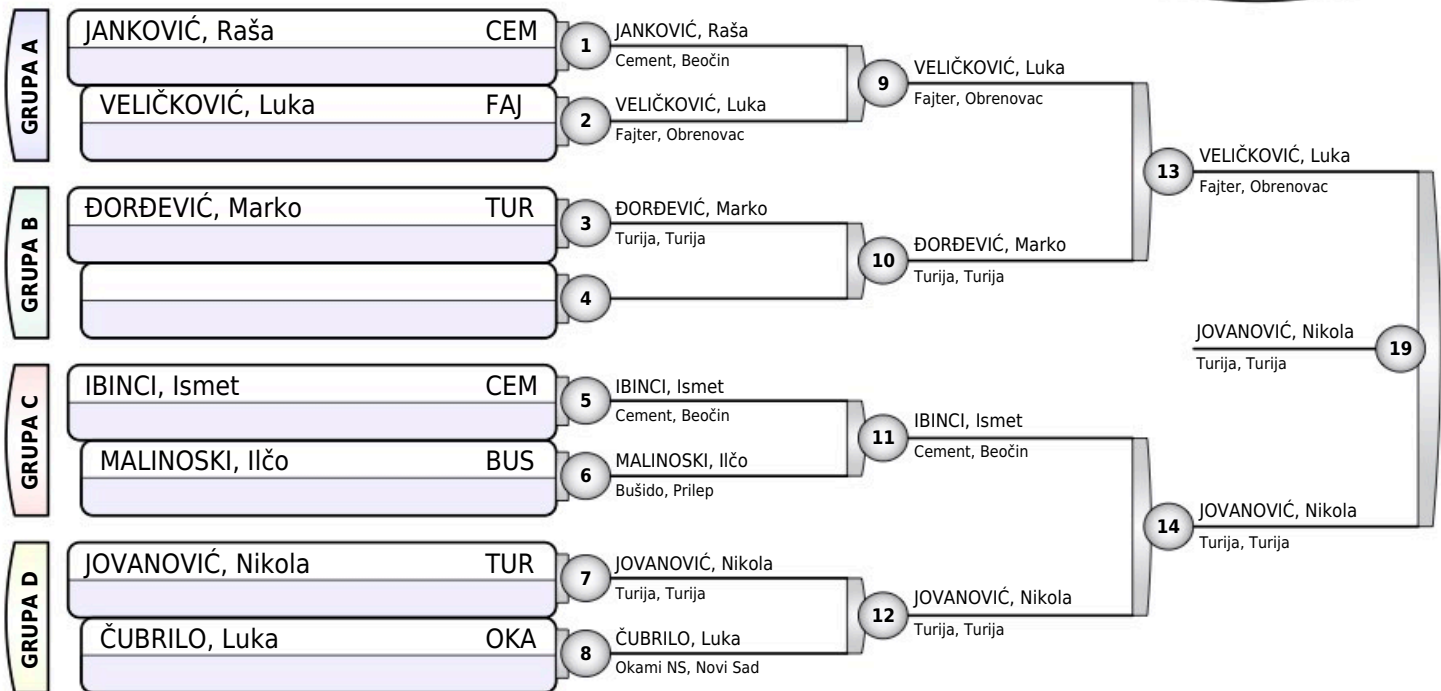 GRUPA A
JANKOVIĆ, Raša CEM
VELIČKOVIĆ, Luka FAJ
GRUPA B
ĐORĐEVIĆ, Marko TUR
GRUPA C
IBINCI, Ismet CEM
MALINOSKI, Ilčo BUS
GRUPA D
JOVANOVIĆ, Nikola TUR
ČUBRILO, Luka OKA
1
JANKOVIĆ, Raša
Cement, Beočin
2
VELIČKOVIĆ, Luka
Fajter, Obrenovac
3
ĐORĐEVIĆ, Marko
Turija, Turija
4
5
IBINCI, Ismet
Cement, Beočin
6
MALINOSKI, Ilčo
Bušido, Prilep
7
JOVANOVIĆ, Nikola
Turija, Turija
8
ČUBRILO, Luka
Okami NS, Novi Sad
9
VELIČKOVIĆ, Luka
Fajter, Obrenovac
10
ĐORĐEVIĆ, Marko
Turija, Turija
11
IBINCI, Ismet
Cement, Beočin
12
JOVANOVIĆ, Nikola
Turija, Turija
13
VELIČKOVIĆ, Luka
Fajter, Obrenovac
14
JOVANOVIĆ, Nikola
Turija, Turija
JOVANOVIĆ, Nikola
Turija, Turija
19